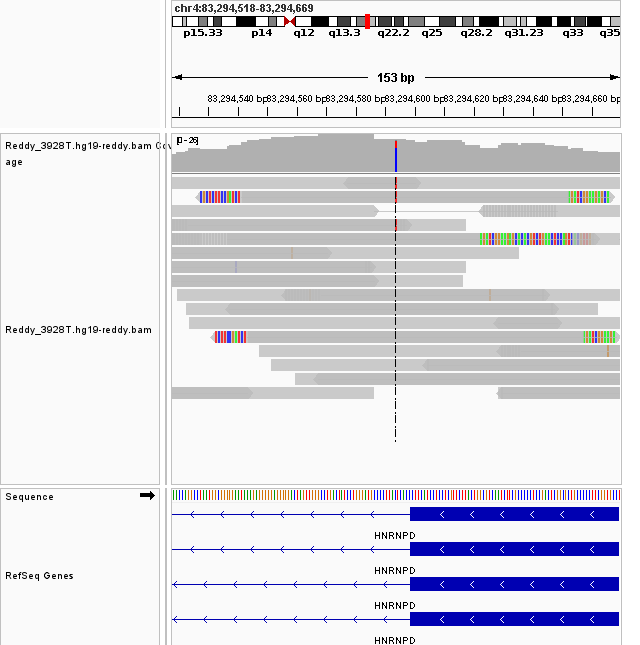 chr4:83,294,518-83,294,669
p15.33 p14 q12 q13.3 q22.2 q25 q28.2 q31.23 q33 q35
153 bp
83,294,540 bp 83,294,560 bp 83,294,580 bp 83,294,600 bp 83,294,620 bp 83,294,640 bp 83,294,660 bp
[0-26]
Reddy_3928T.hg19-reddy.bam Cov
age
Reddy_3928T.hg19-reddy.bam
Sequence
HNRNPD
HNRNPD
RefSeq Genes
HNRNPD
HNRNPD